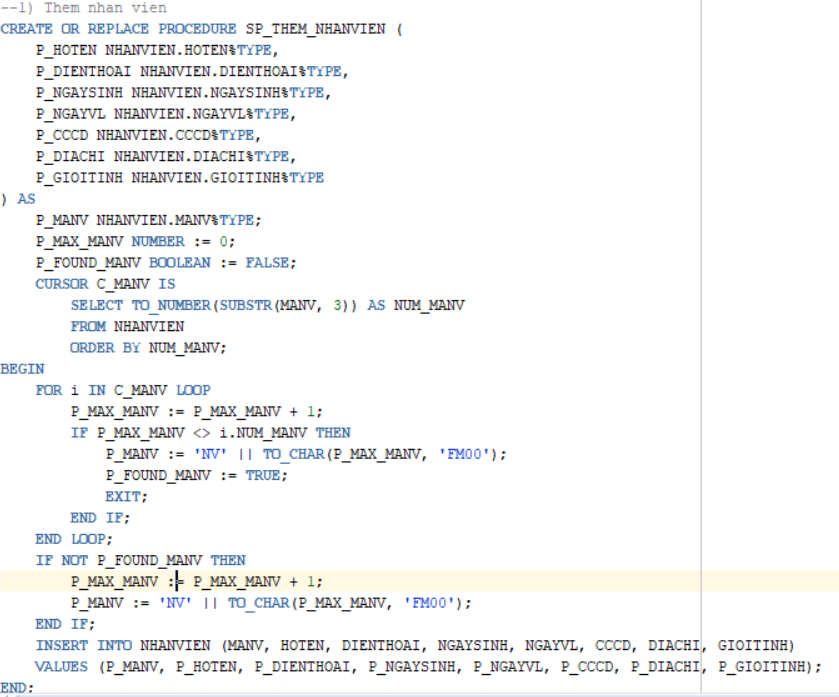 --1) Them nhan vien
CREATE OR REPLACE PROCEDURE SP_THEM_NHANVIEN (
    P_HOTEN NHANVIEN.HOTEN%TYPE,
    P_DIENTHOAI NHANVIEN.DIENTHOAI%TYPE,
    P_NGAYSINH NHANVIEN.NGAYSINH%TYPE,
    P_NGAYVL NHANVIEN.NGAYVL%TYPE,
    P_CCCD NHANVIEN.CCCD%TYPE,
    P_DIACHI NHANVIEN.DIACHI%TYPE,
    P_GIOITINH NHANVIEN.GIOITINH%TYPE
) AS
    P_MANV NHANVIEN.MANV%TYPE;
    P_MAX_MANV NUMBER := 0;
    P_FOUND_MANV BOOLEAN := FALSE;
    CURSOR C_MANV IS
        SELECT TO_NUMBER(SUBSTR(MANV, 3)) AS NUM_MANV
        FROM NHANVIEN
        ORDER BY NUM_MANV;
BEGIN
    FOR i IN C_MANV LOOP
        P_MAX_MANV := P_MAX_MANV + 1;
        IF P_MAX_MANV <> i.NUM_MANV THEN
            P_MANV := 'NV' || TO_CHAR(P_MAX_MANV, 'FM00');
            P_FOUND_MANV := TRUE;
            EXIT;
        END IF;
    END LOOP;
    IF NOT P_FOUND_MANV THEN
        P_MAX_MANV := P_MAX_MANV + 1;
        P_MANV := 'NV' || TO_CHAR(P_MAX_MANV, 'FM00');
    END IF;
    INSERT INTO NHANVIEN (MANV, HOTEN, DIENTHOAI, NGAYSINH, NGAYVL, CCCD, DIACHI, GIOITINH)
    VALUES (P_MANV, P_HOTEN, P_DIENTHOAI, P_NGAYSINH, P_NGAYVL, P_CCCD, P_DIACHI, P_GIOITINH);
END;